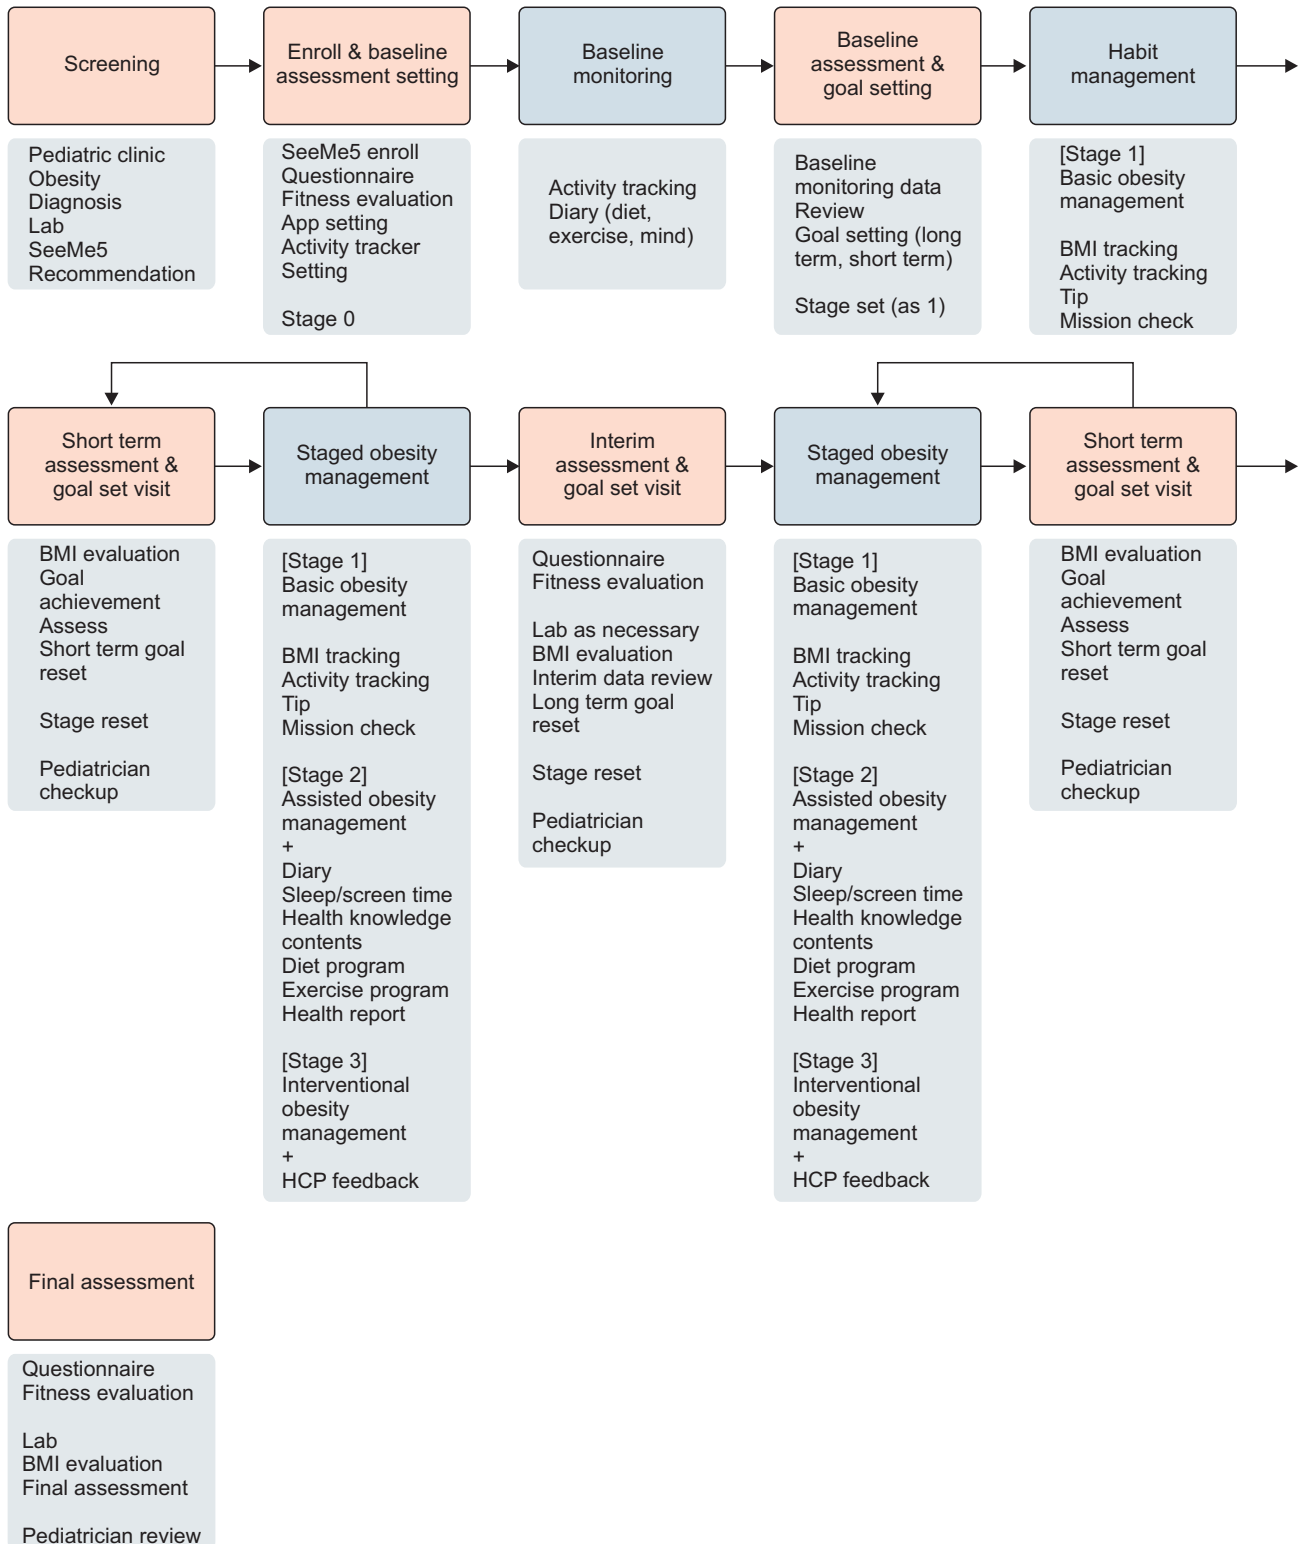 Screening
Enroll & baseline
assessment setting
Baseline
monitoring
Baseline
assessment &
goal setting
Habit
management
Pediatric clinic
Obesity
Diagnosis
Lab
SeeMe5
Recommendation
SeeMe5 enroll
Questionnaire
Fitness evaluation
App setting
Activity tracker
Setting
Stage 0
Activity tracking
Diary (diet,
exercise, mind)
Baseline
monitoring data
Review
Goal setting (long
term, short term)
Stage set (as 1)
[Stage 1]
Basic obesity
management
BMI tracking
Activity tracking
Tip
Mission check
Short term
assessment &
goal set visit
Staged obesity
management
Interim
assessment &
goal set visit
Staged obesity
management
Short term
assessment &
goal set visit
BMI evaluation
Goal
achievement
Assess
Short term goal
reset
Stage reset
Pediatrician
checkup
[Stage 1]
Basic obesity
management
BMI tracking
Activity tracking
Tip
Mission check
[Stage 2]
Assisted obesity
management
+
Diary
Sleep/screen time
Health knowledge
contents
Diet program
Exercise program
Health report
[Stage 3]
Interventional
obesity
management
+
HCP feedback
Questionnaire
Fitness evaluation
Lab as necessary
BMI evaluation
Interim data review
Long term goal
reset
Stage reset
Pediatrician
checkup
[Stage 1]
Basic obesity
management
BMI tracking
Activity tracking
Tip
Mission check
[Stage 2]
Assisted obesity
management
+
Diary
Sleep/screen time
Health knowledge
contents
Diet program
Exercise program
Health report
[Stage 3]
Interventional
obesity
management
+
HCP feedback
BMI evaluation
Goal
achievement
Assess
Short term goal
reset
Stage reset
Pediatrician
checkup
Final assessment
Questionnaire
Fitness evaluation
Lab
BMI evaluation
Final assessment
Pediatrician review